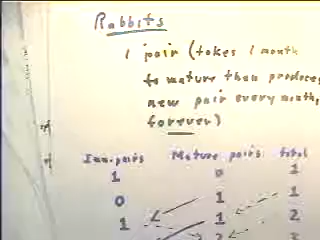 Rabbits
1 pair (takes 1 month
to mature then produces
new pair every month,
forever)
Imm-pairs Mature pairs total
1 0 1
0 1 1
1 1 2
2